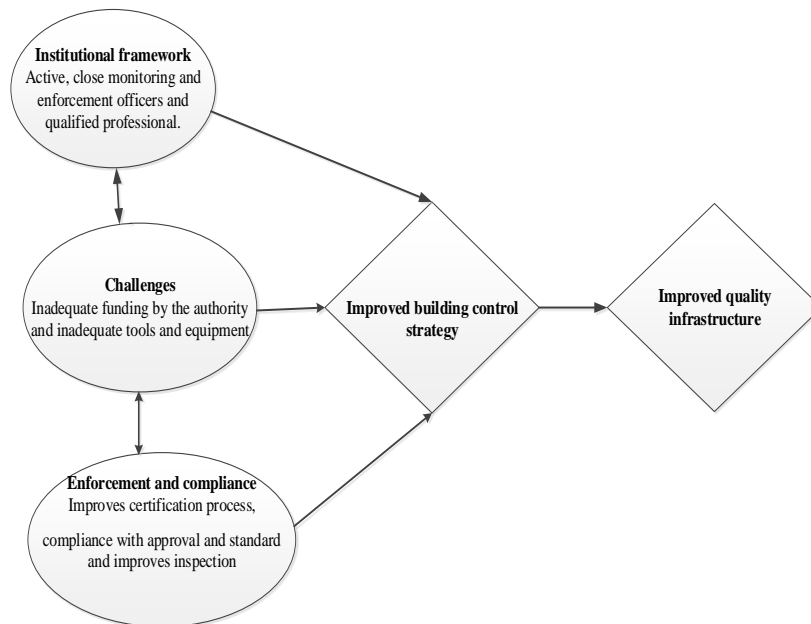 Institutional framework
Active, close monitoring and
enforcement officers and
qualified professional.
Challenges
Inadequate funding by the authority
and inadequate tools and equipment
Improved building control
strategy
Improved quality
infrastructure
Enforcement and compliance
Improves certification process,
compliance with approval and standard
and improves inspection